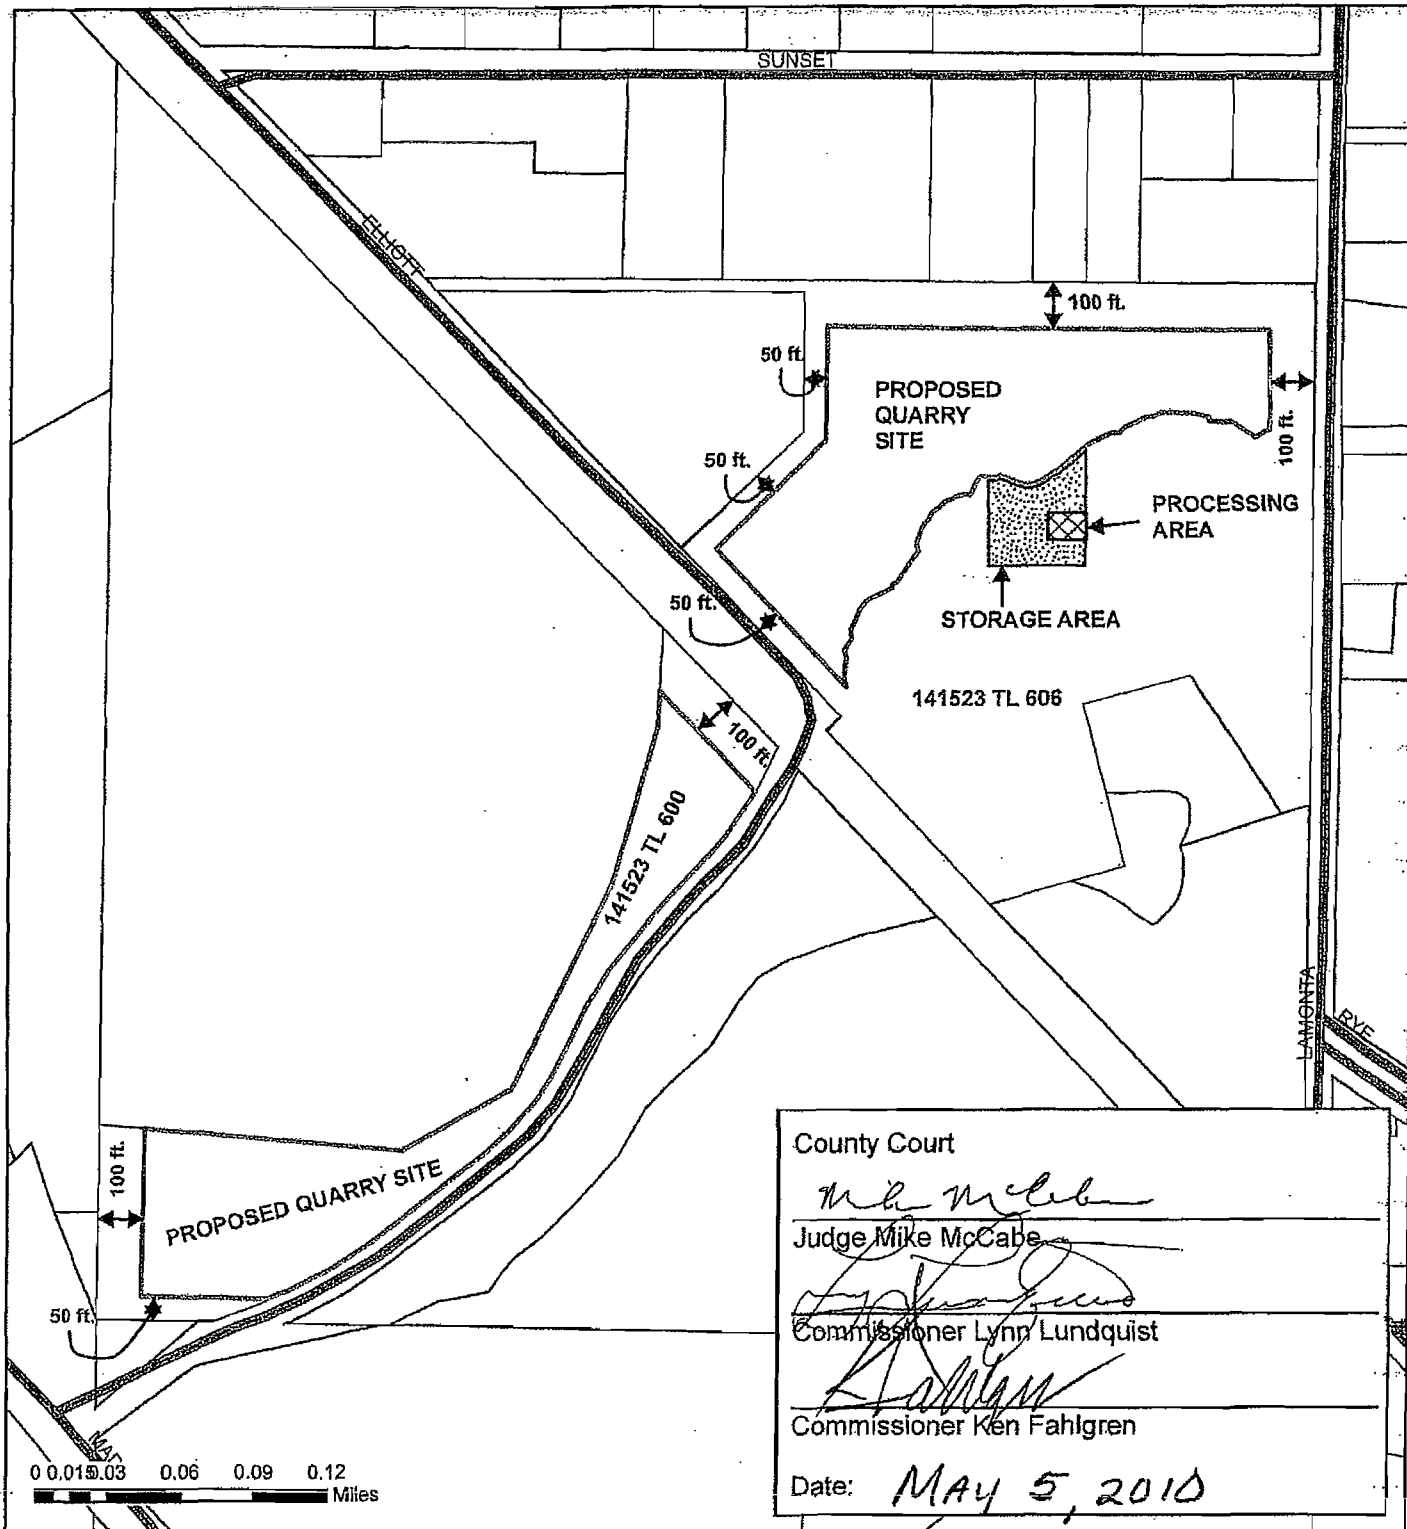 SUNSET
ELLIOTT
100 ft.
50 ft.
PROPOSED
QUARRY
SITE
100 ft.
50 ft.
PROCESSING
AREA
50 ft.
STORAGE AREA
141523 TL 606
100 ft.
141523 TL 600
LAMONTA
RYE
100 ft.
PROPOSED QUARRY SITE
50 ft.
County Court
Judge Mike McCabe
Commissioner Lynn Lundquist
Commissioner Ken Fahlgren
Date: MAY 5, 2010
0 0.015 0.03 0.06 0.09 0.12
Miles